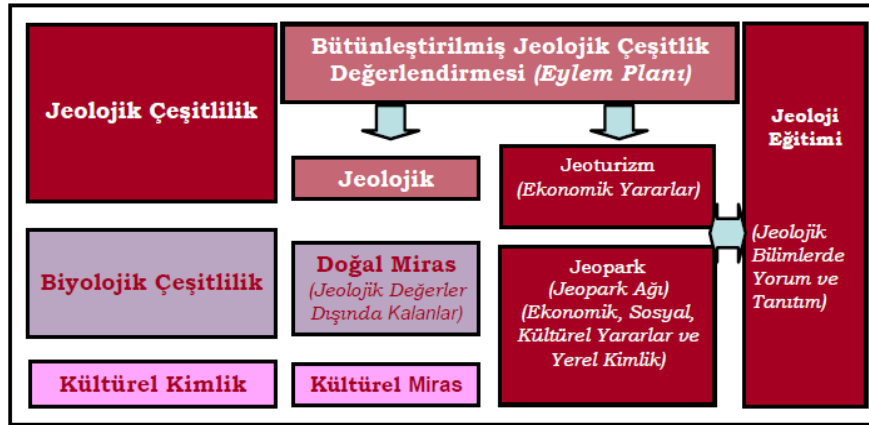 Jeolojik Çeşitlilik
Bütünleştirilmiş Jeolojik Çeşitlik
Değerlendirmesi (Eylem Planı)
Jeoloji
Eğitimi
(Jeolojik
Bilimlerde
Yorum ve
Tanıtım)
Jeolojik
Jeoturizm
(Ekonomik Yararlar)
Biyolojik Çeşitlilik
Doğal Miras
(Jeolojik Değerler
Dışında Kalanlar)
Jeopark
(Jeopark Ağı)
(Ekonomik, Sosyal,
Kültürel Yararlar ve
Yerel Kimlik)
Kültürel Kimlik
Kültürel Miras